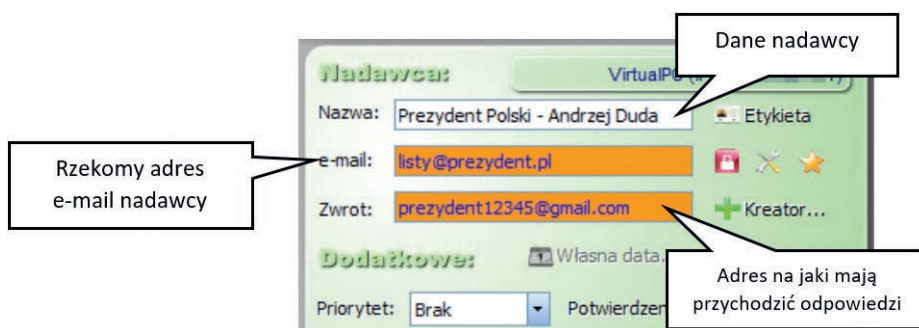 Dane nadawcy
Nadawca:
VirtualPC
Nazwa: Prezydent Polski - Andrzej Duda
Etykieta
Rzekomy adres
e-mail nadawcy
e-mail: listy@prezydent.pl
Zwrot: prezydent12345@gmail.com
Kreator...
Dodatkowe:
Własna data.
Adres na jaki mają
przychodzić odpowiedzi
Priorytet: Brak